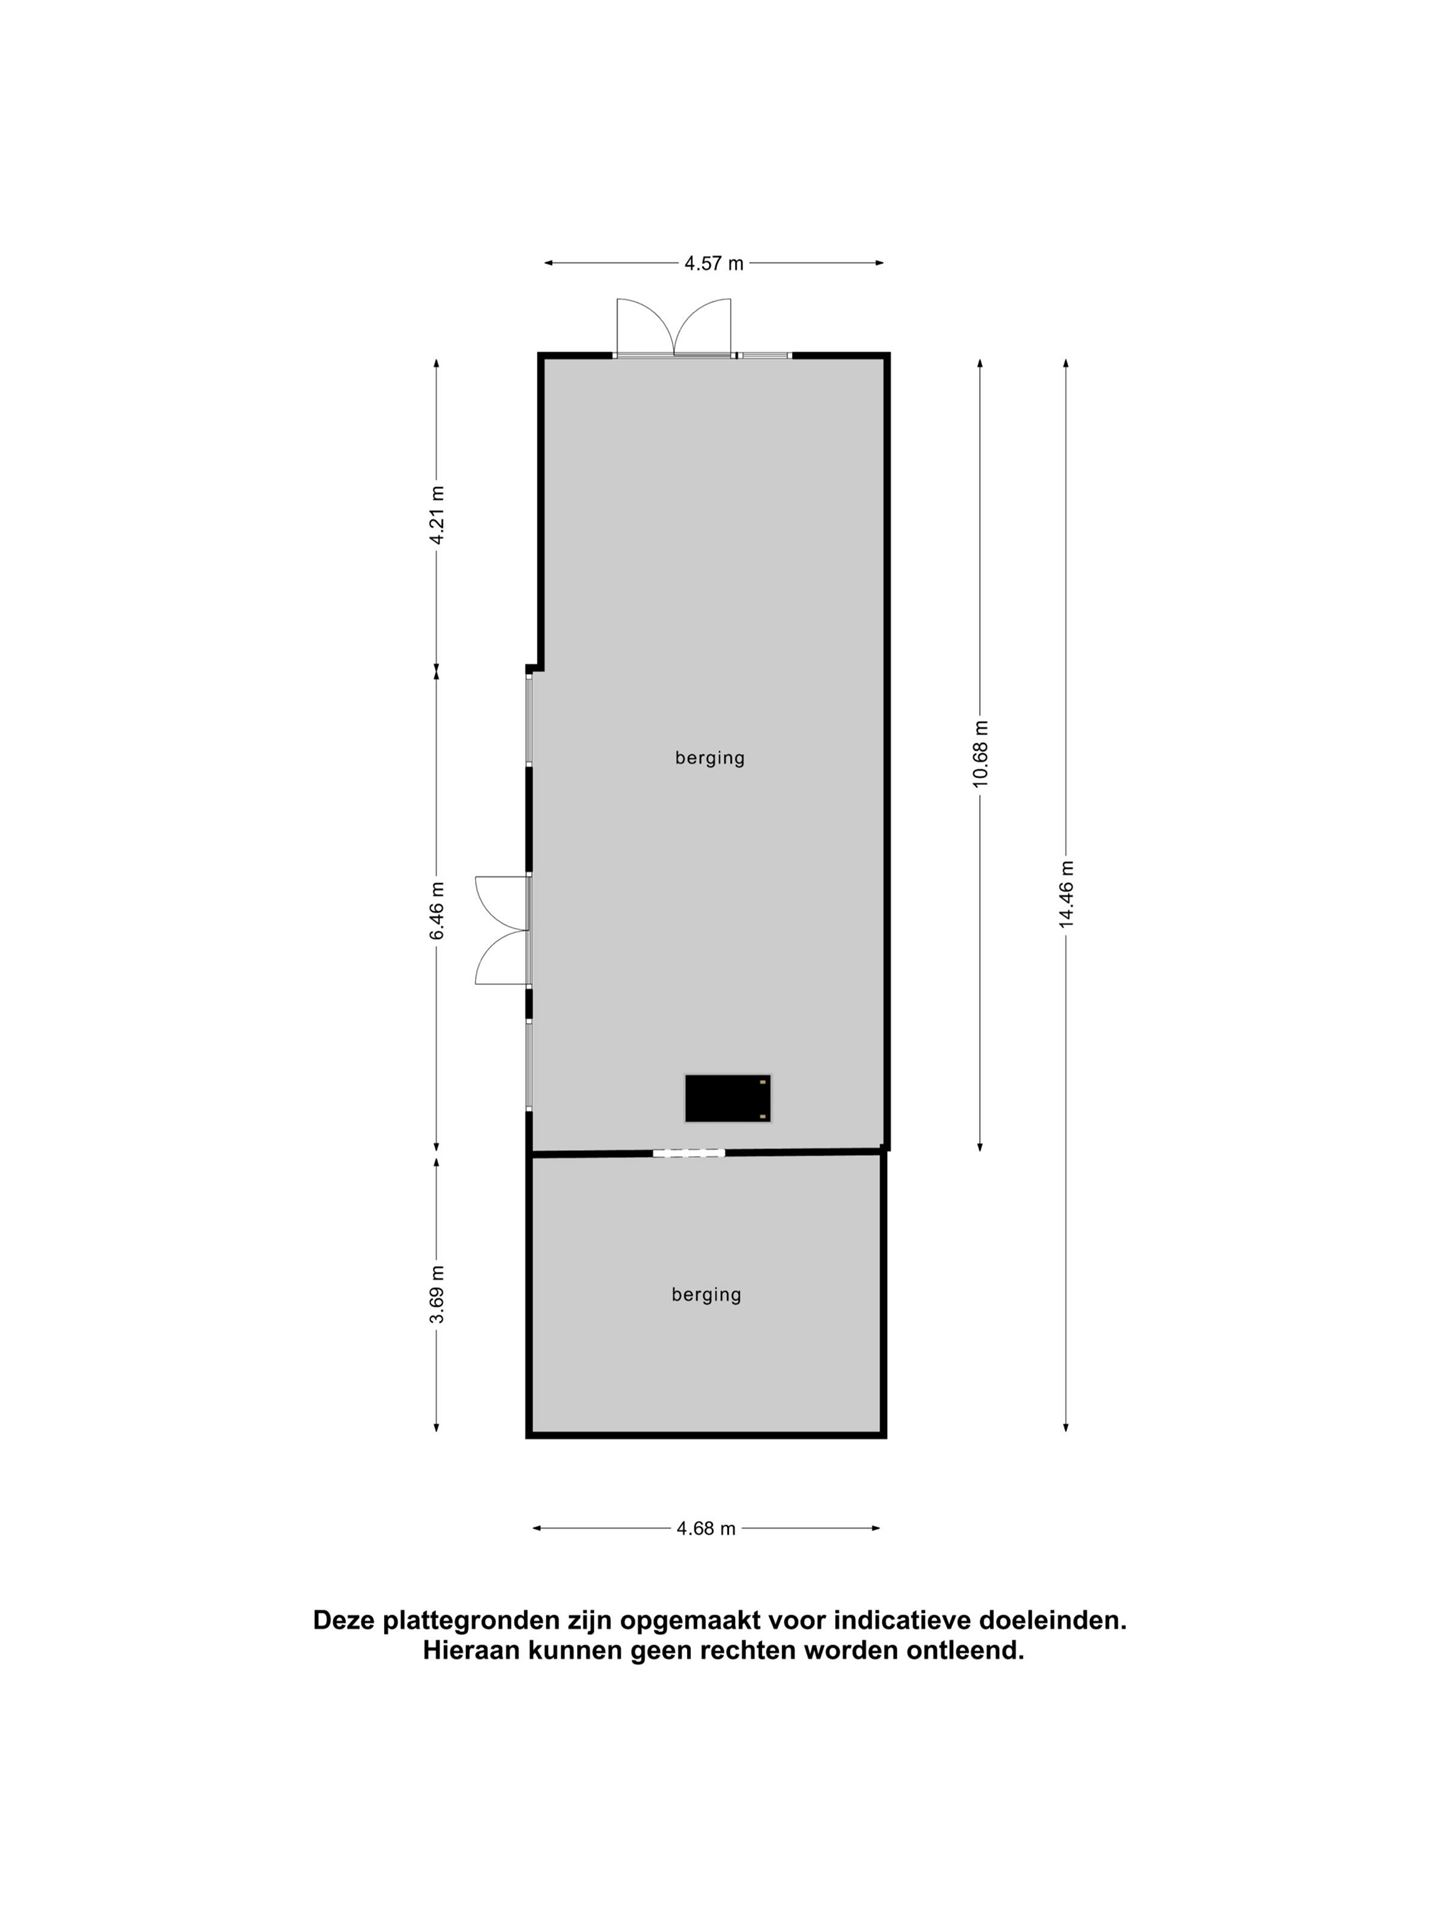 4.57 m
4.21 m
berging
10.68 m
14.46 m
6.46 m
berging
3.69 m
4.68 m
Deze plattegronden zijn opgemaakt voor indicatieve doeleinden.
Hieraan kunnen geen rechten worden ontleend.